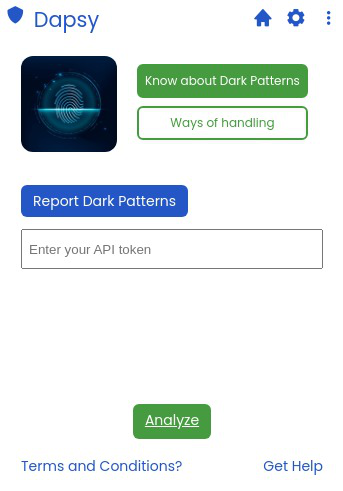 Dapsy
Know about Dark Patterns
Ways of handling
Report Dark Patterns
Enter your API token
Analyze
Terms and Conditions?
Get Help